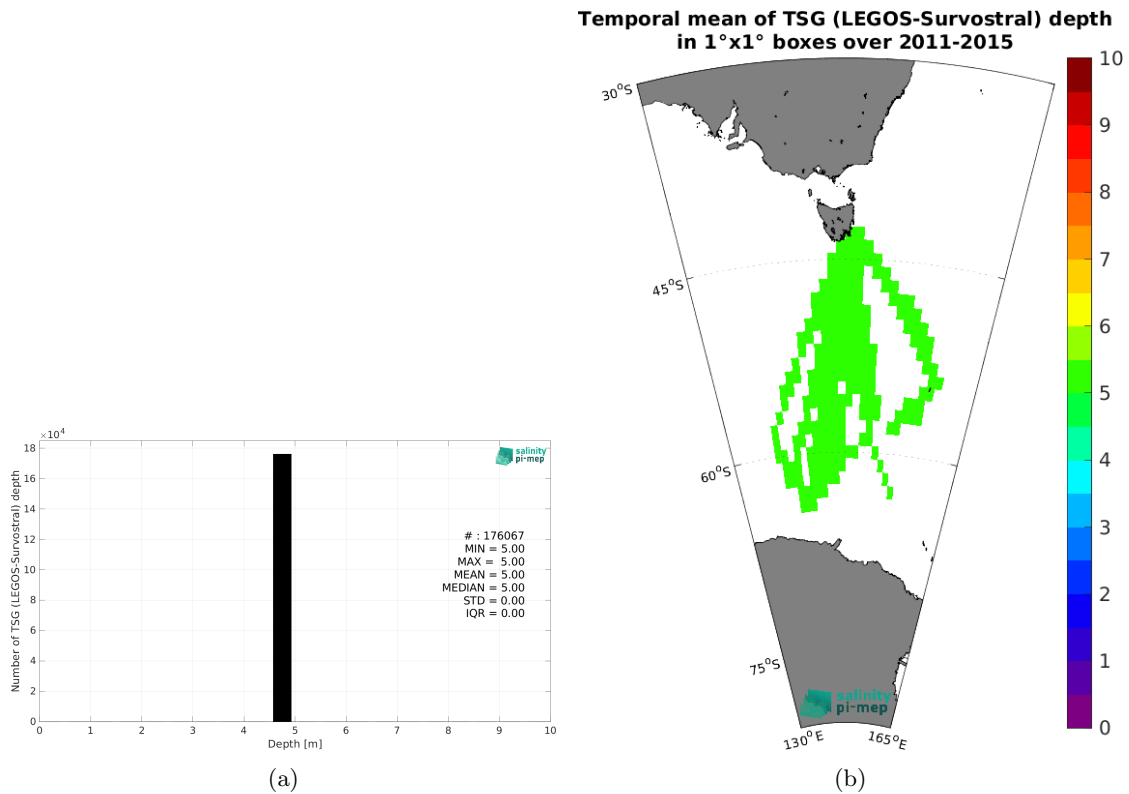 Temporal mean of TSG (LEGOS-Survostral) depth
in 1°x1° boxes over 2011-2015
×10⁴
18
16
14
12
10
8
6
4
2
0
Number of TSG (LEGOS-Survostral) depth
0 1 2 3 4 5 6 7 8 9 10
Depth [m]
salinity
pi-mep
# : 176067
MIN = 5.00
MAX = 5.00
MEAN = 5.00
MEDIAN = 5.00
STD = 0.00
IQR = 0.00
(a)
30°S
45°S
60°S
75°S
130°E
165°E
salinity
pi-mep
10
9
8
7
6
5
4
3
2
1
0
(b)